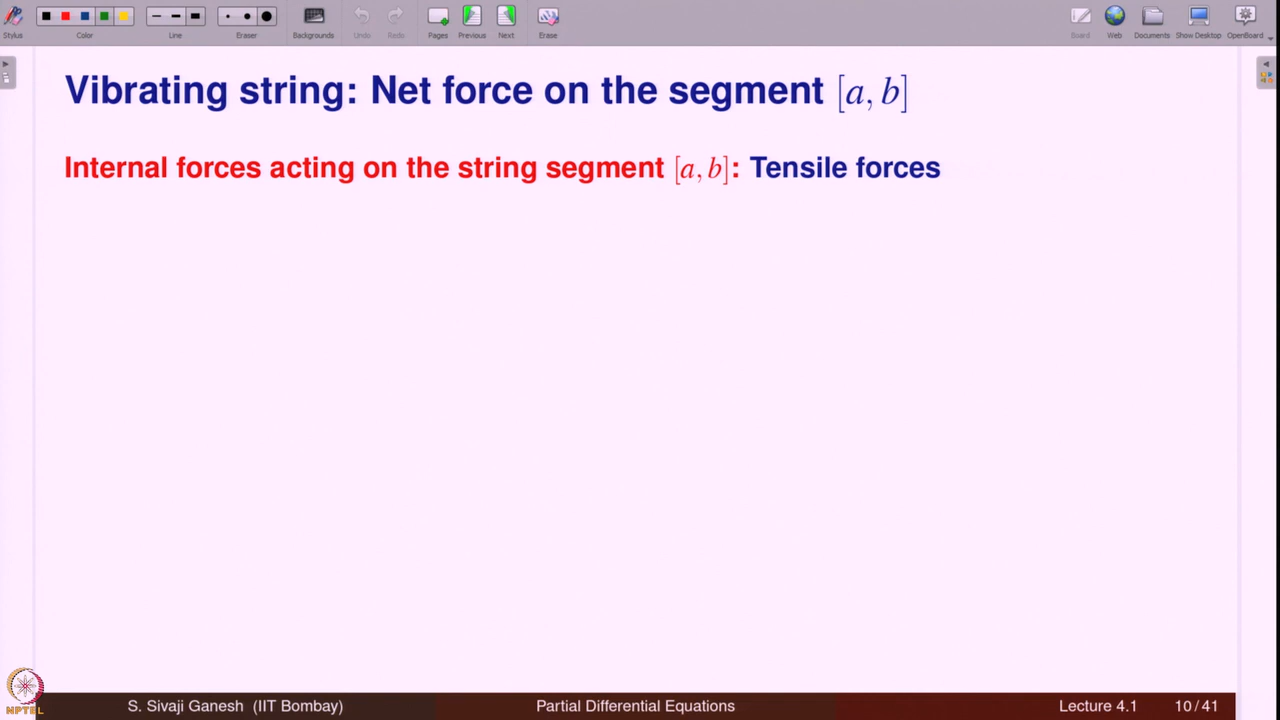 Stylus Color Line Eraser Backgrounds Undo Redo Pages Previous Next Erase Board Web Documents Show Desktop OpenBoard
Vibrating string: Net force on the segment [a, b]
Internal forces acting on the string segment [a, b]: Tensile forces
NPTEL
S. Sivaji Ganesh (IIT Bombay) Partial Differential Equations Lecture 4.1 10 / 41